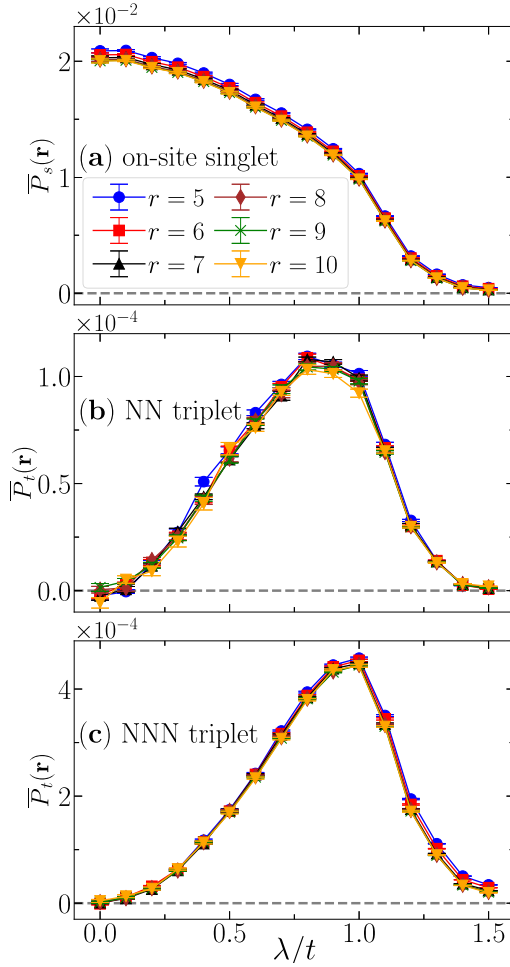 ×10⁻²
2
1
0
P̅ₛ(r)
(a) on-site singlet
r = 5
r = 8
r = 6
r = 9
r = 7
r = 10
×10⁻⁴
1.0
0.5
0.0
P̅ₜ(r)
(b) NN triplet
×10⁻⁴
4
2
0
P̅ₜ(r)
(c) NNN triplet
0.0 0.5 1.0 1.5
λ/t